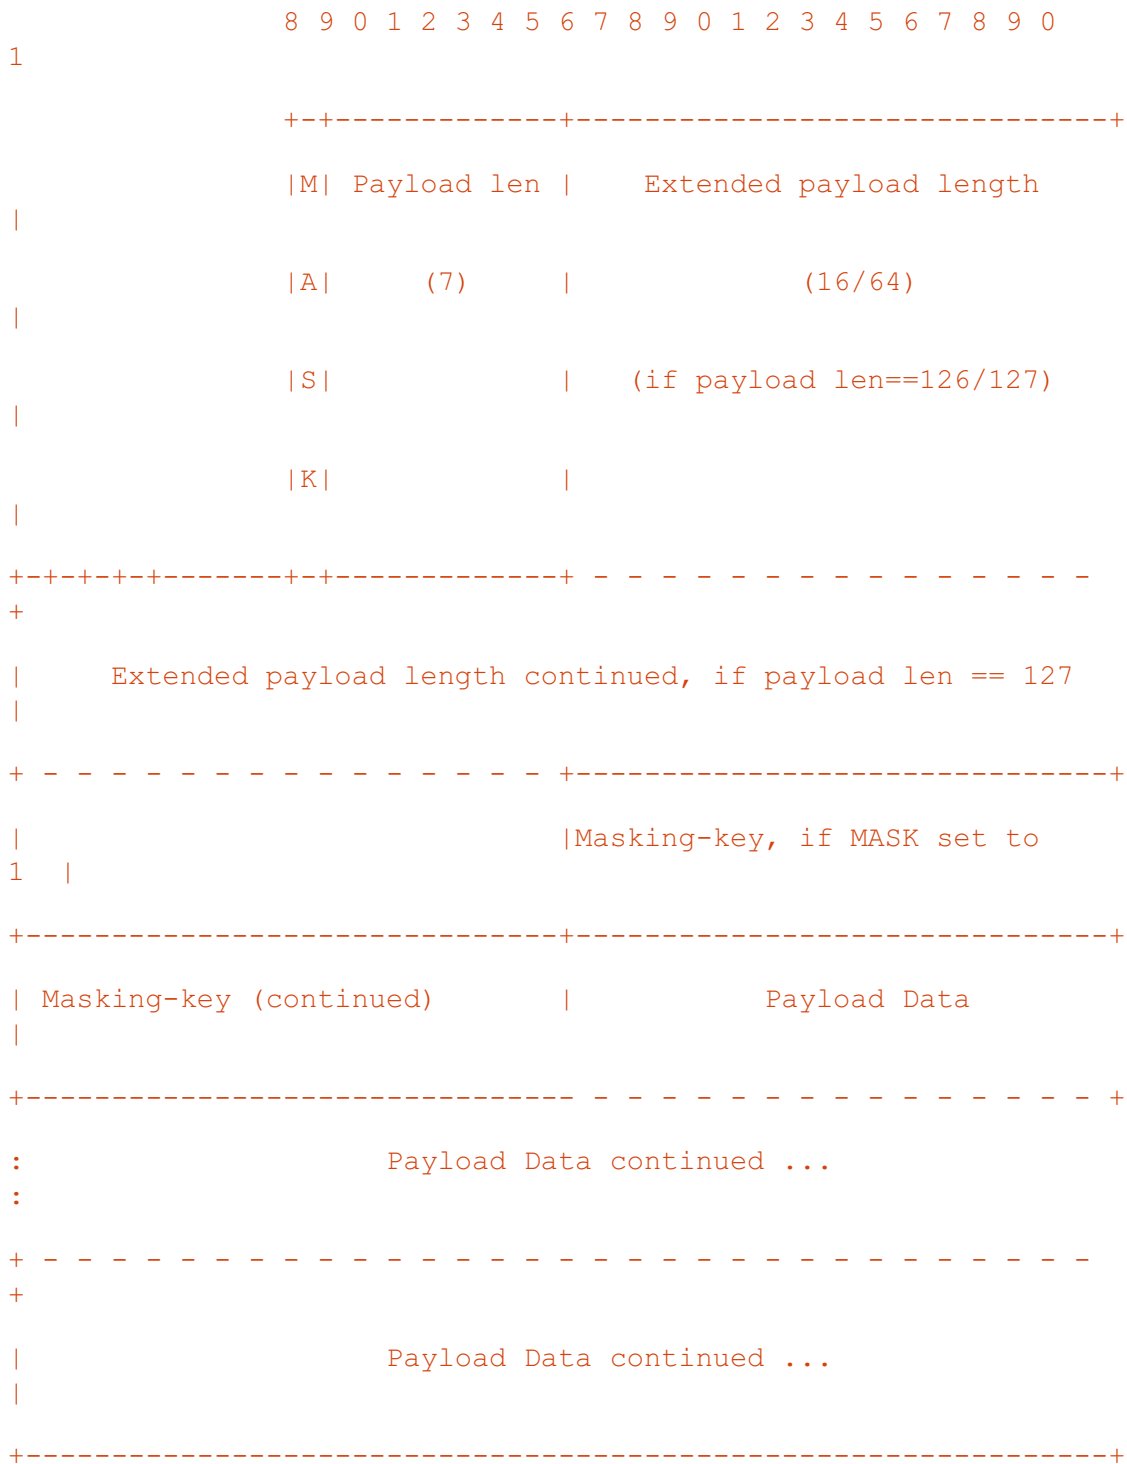 8 9 0 1 2 3 4 5 6 7 8 9 0 1 2 3 4 5 6 7 8 9 0
1
                +-+-------------+-------------------------------+
                |M| Payload len |    Extended payload length
|
                |A|     (7)     |             (16/64)
|
                |S|             |   (if payload len==126/127)
|
                |K|             |
|
+-+-+-+-+-------+-+-------------+ - - - - - - - - - - - - - - -
+
|     Extended payload length continued, if payload len == 127
|
+ - - - - - - - - - - - - - - - +-------------------------------+
|                               |Masking-key, if MASK set to
1  |
+-------------------------------+-------------------------------+
| Masking-key (continued)       |           Payload Data
|
+-------------------------------- - - - - - - - - - - - - - - - +
:                     Payload Data continued ...
:
+ - - - - - - - - - - - - - - - - - - - - - - - - - - - - - - -
+
|                     Payload Data continued ...
|
+---------------------------------------------------------------+